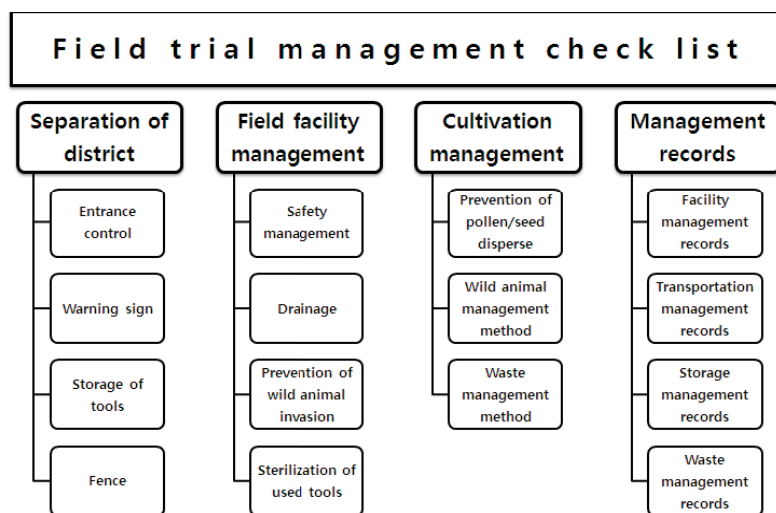 Field trial management check list
Separation of
district
Entrance
control
Warning sign
Storage of
tools
Fence
Field facility
management
Safety
management
Drainage
Prevention of
wild animal
invasion
Sterilization of
used tools
Cultivation
management
Prevention of
pollen/seed
disperse
Wild animal
management
method
Waste
management
method
Management
records
Facility
management
records
Transportation
management
records
Storage
management
records
Waste
management
records